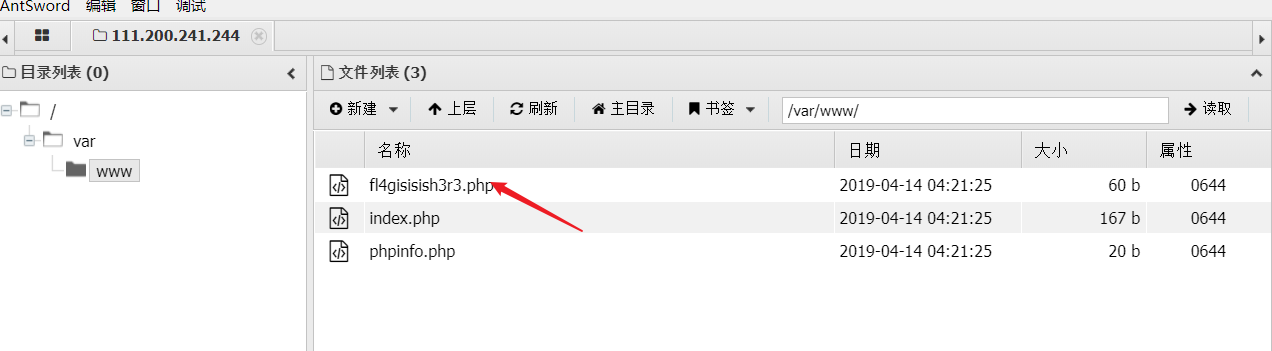 AntSword 编辑 窗口 调试
111.200.241.244
目录列表 (0)
文件列表 (3)
新建 上层 刷新 主目录 书签 /var/www/ 读取
/
var
www
名称 日期 大小 属性
fl4gisisish3r3.php 2019-04-14 04:21:25 60 b 0644
index.php 2019-04-14 04:21:25 167 b 0644
phpinfo.php 2019-04-14 04:21:25 20 b 0644